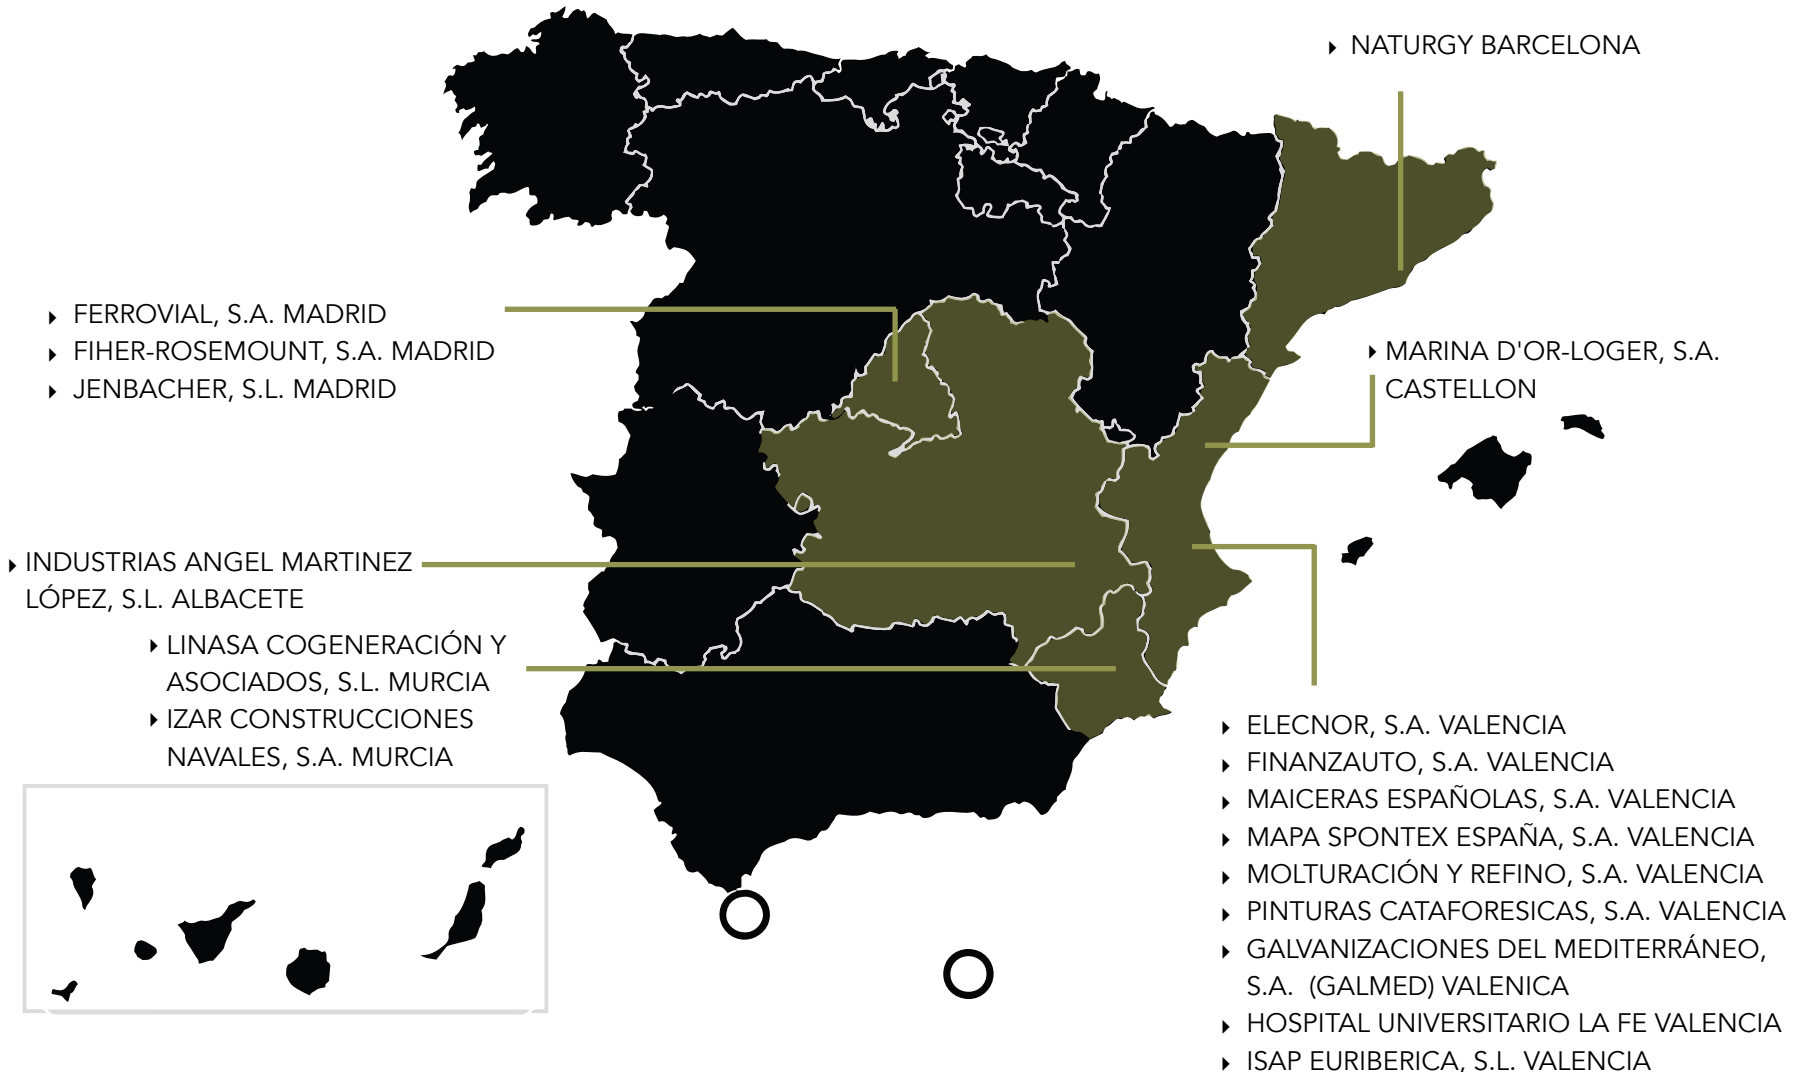 NATURGY BARCELONA
FERROVIAL, S.A. MADRID
FIHER-ROSEMOUNT, S.A. MADRID
JENBACHER, S.L. MADRID
MARINA D'OR-LOGER, S.A.
CASTELLON
INDUSTRIAS ANGEL MARTINEZ
LÓPEZ, S.L. ALBACETE
LINASA COGENERACIÓN Y
ASOCIADOS, S.L. MURCIA
IZAR CONSTRUCCIONES
NAVALES, S.A. MURCIA
ELECNOR, S.A. VALENCIA
FINANZAUTO, S.A. VALENCIA
MAICERAS ESPAÑOLAS, S.A. VALENCIA
MAPA SPONTEX ESPAÑA, S.A. VALENCIA
MOLTURACIÓN Y REFINO, S.A. VALENCIA
PINTURAS CATAFORESICAS, S.A. VALENCIA
GALVANIZACIONES DEL MEDITERRÁNEO,
S.A. (GALMED) VALENICA
HOSPITAL UNIVERSITARIO LA FE VALENCIA
ISAP EURIBERICA, S.L. VALENCIA